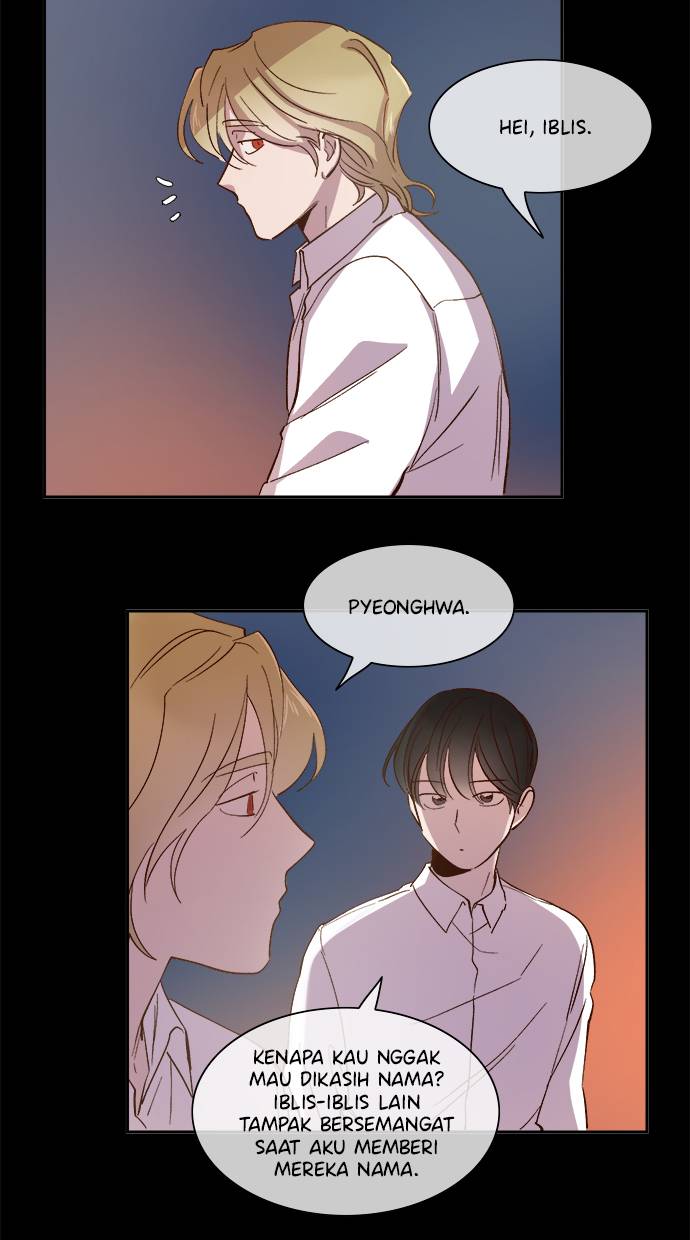 HEI, IBLIS.
PYEONGHWA.
KENAPA KAU NGGAK
MAU DIKASIH NAMA?
IBLIS-IBLIS LAIN
TAMPAK BERSEMANGAT
SAAT AKU MEMBERI
MEREKA NAMA.